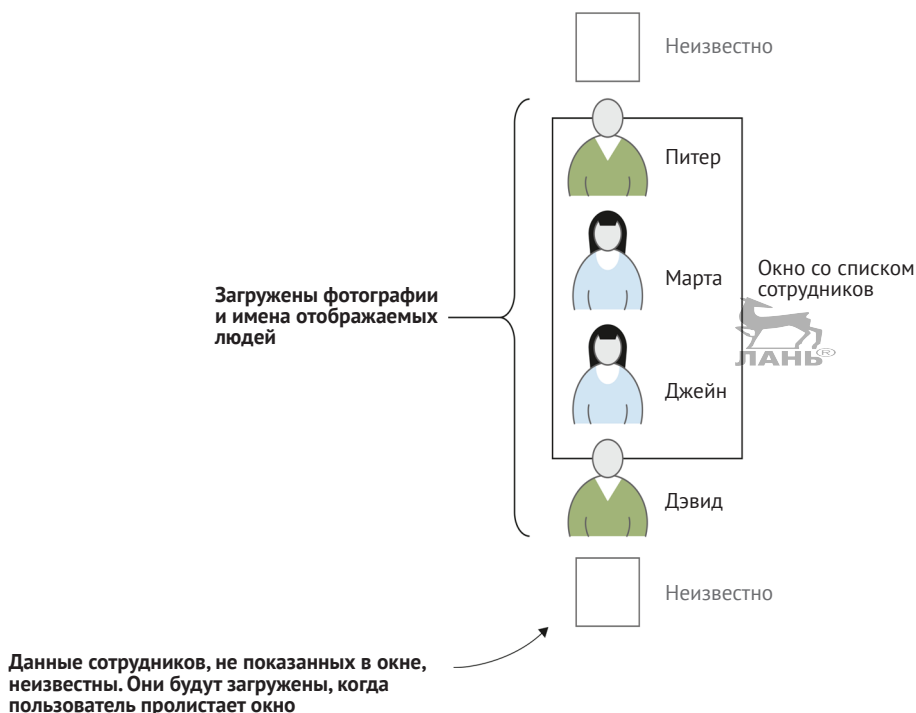 Неизвестно
Питер
Марта
Окно со списком
сотрудников
Загружены фотографии
и имена отображаемых
людей
ЛАНЬ®
Джейн
Дэвид
Неизвестно
Данные сотрудников, не показанных в окне,
неизвестны. Они будут загружены, когда
пользователь пролистает окно